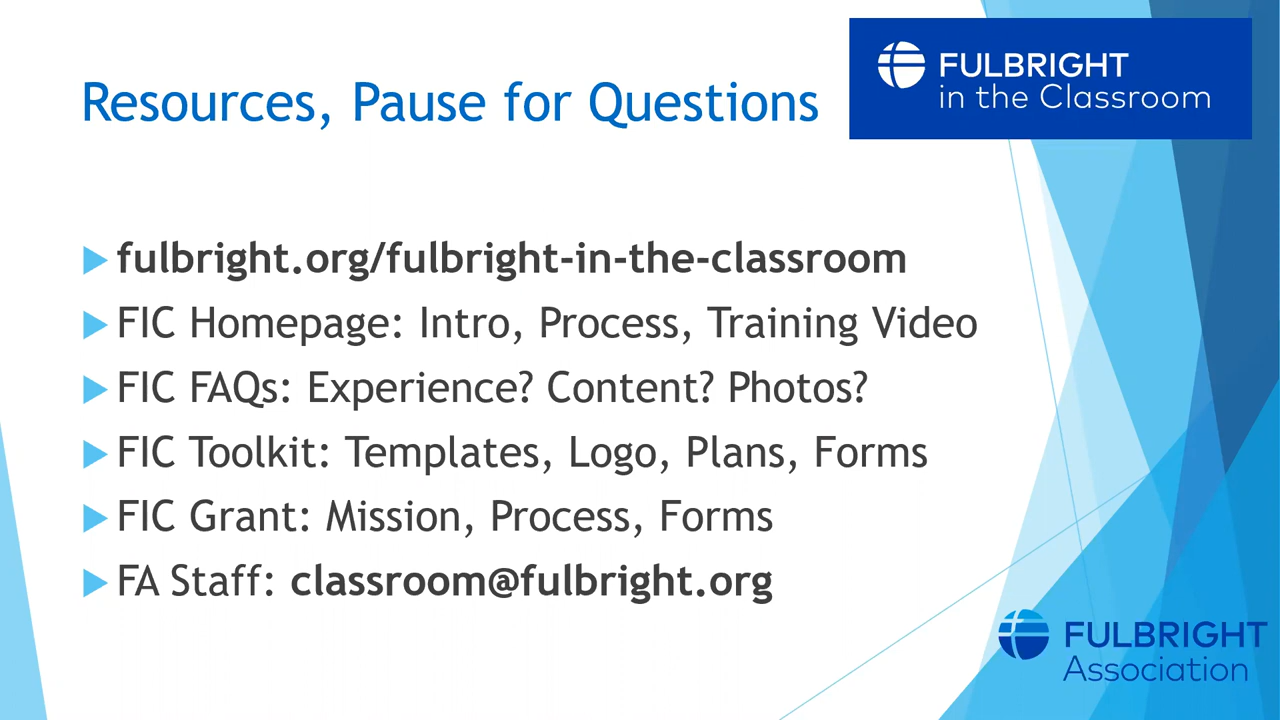 Resources, Pause for Questions
FULBRIGHT
in the Classroom
fulbright.org/fulbright-in-the-classroom
FIC Homepage: Intro, Process, Training Video
FIC FAQs: Experience? Content? Photos?
FIC Toolkit: Templates, Logo, Plans, Forms
FIC Grant: Mission, Process, Forms
FA Staff: classroom@fulbright.org
FULBRIGHT
Association